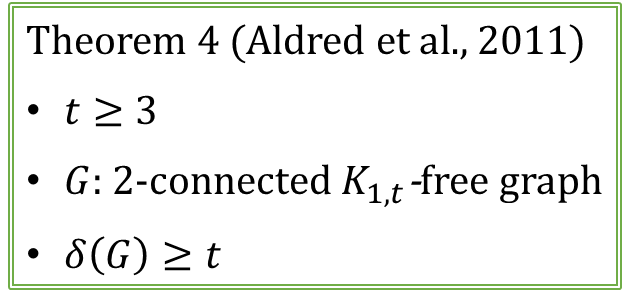 Theorem 4 (Aldred et al., 2011)
• t ≥ 3
• G: 2-connected K₁,ₜ-free graph
• δ(G) ≥ t